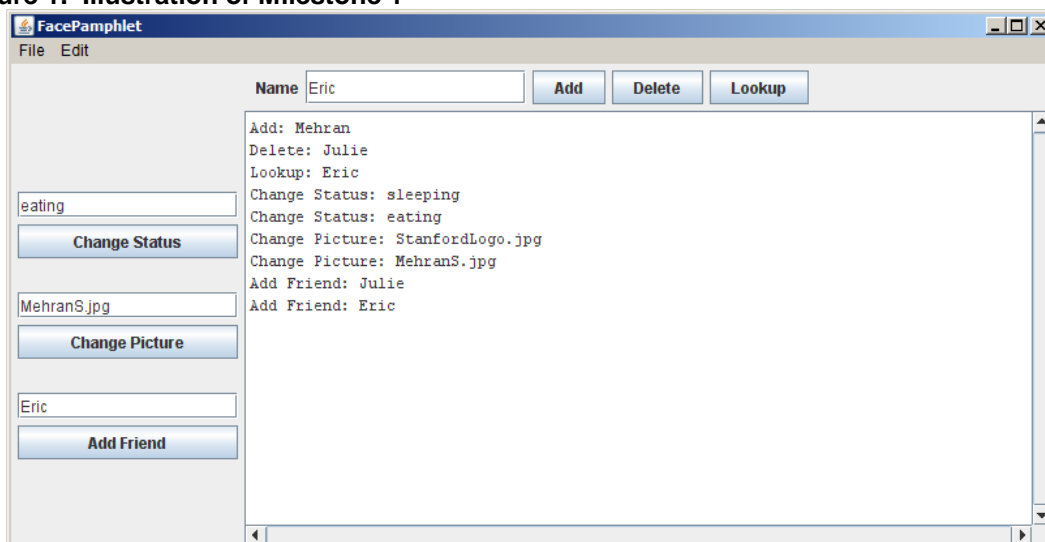 FacePamphlet
File Edit
Name Eric Add Delete Lookup
Add: Mehran
Delete: Julie
Lookup: Eric
Change Status: sleeping
Change Status: eating
Change Picture: StanfordLogo.jpg
Change Picture: MehranS.jpg
Add Friend: Julie
Add Friend: Eric
eating
Change Status
MehranS.jpg
Change Picture
Eric
Add Friend